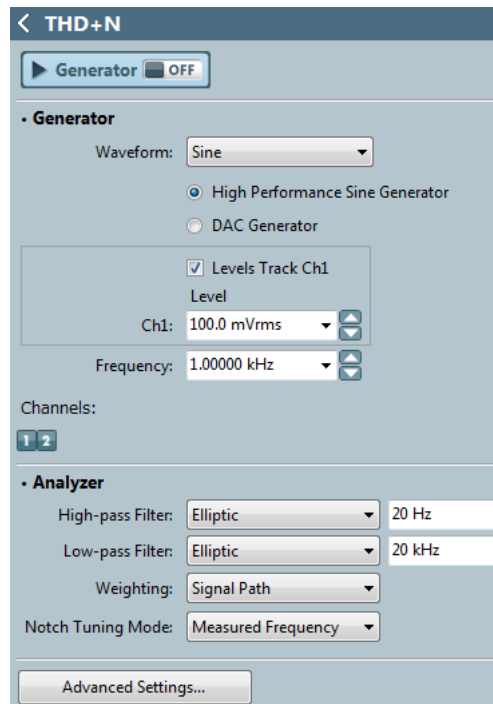 THD+N
Generator OFF
Generator
Waveform: Sine
High Performance Sine Generator
DAC Generator
Levels Track Ch1
Level
Ch1: 100.0 mVrms
Frequency: 1.00000 kHz
Channels:
1 2
Analyzer
High-pass Filter: Elliptic 20 Hz
Low-pass Filter: Elliptic 20 kHz
Weighting: Signal Path
Notch Tuning Mode: Measured Frequency
Advanced Settings...